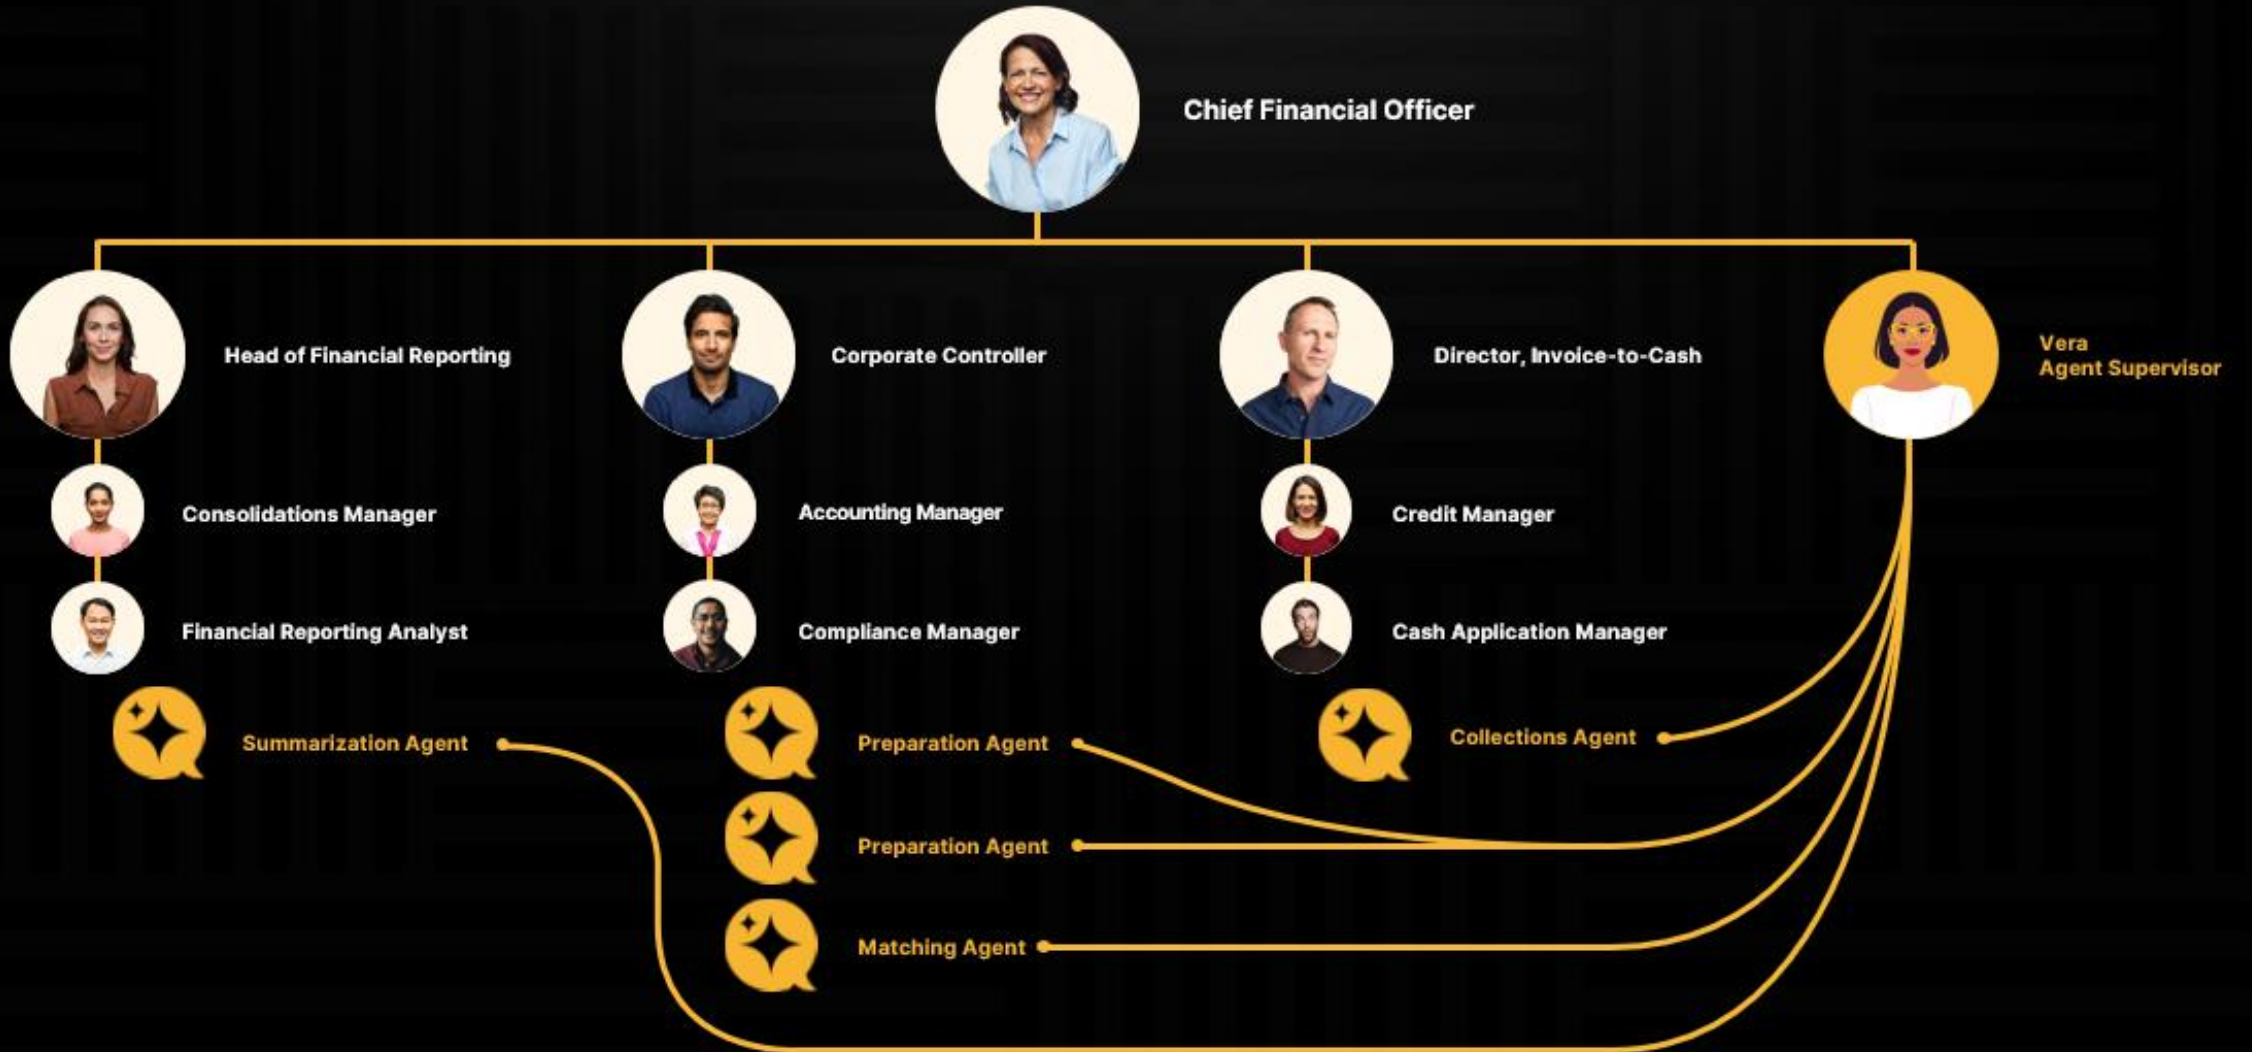 Chief Financial Officer
Head of Financial Reporting
Corporate Controller
Director, Invoice-to-Cash
Vera
Agent Supervisor
Consolidations Manager
Accounting Manager
Credit Manager
Financial Reporting Analyst
Compliance Manager
Cash Application Manager
Summarization Agent
Preparation Agent
Collections Agent
Preparation Agent
Matching Agent